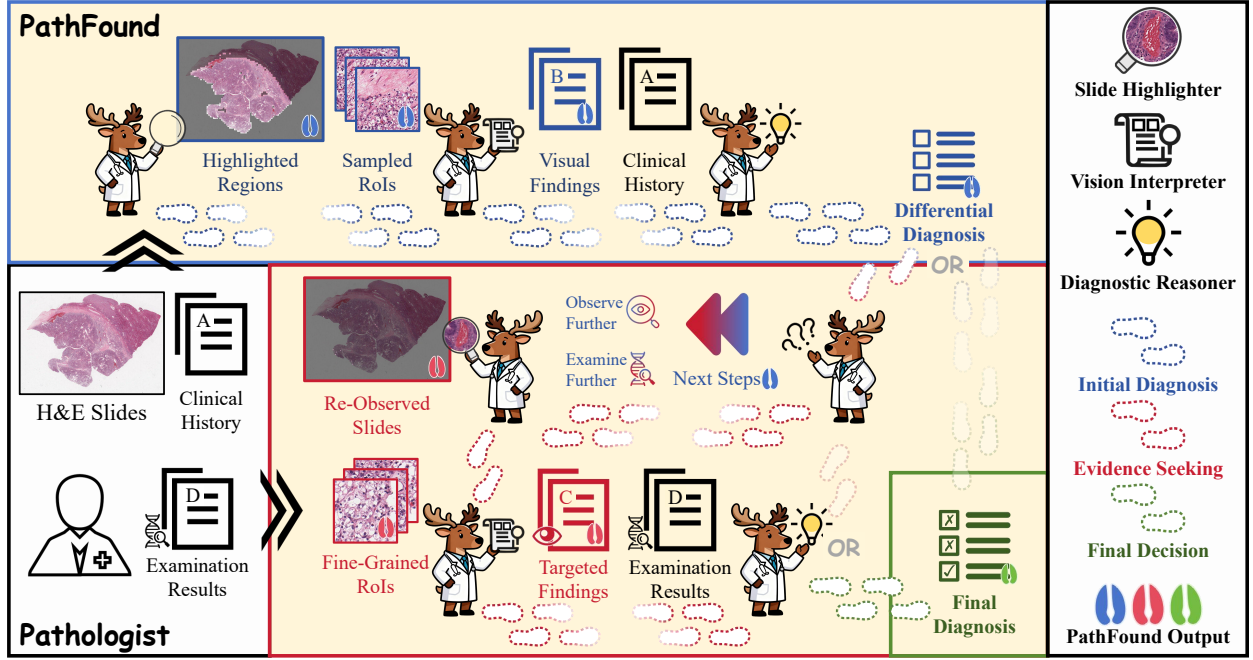 PathFound
B
A
Highlighted
Regions
Sampled
RoIs
Visual
Findings
Clinical
History
Differential
Diagnosis
OR
A
H&E Slides
Clinical
History
D
Examination
Results
Pathologist
Re-Observed
Slides
Observe
Further
Examine
Further
Next Steps
???
Fine-Grained
RoIs
C
Targeted
Findings
D
Examination
Results
OR
Final
Diagnosis
Slide Highlighter
Vision Interpreter
Diagnostic Reasoner
Initial Diagnosis
Evidence Seeking
Final Decision
PathFound Output